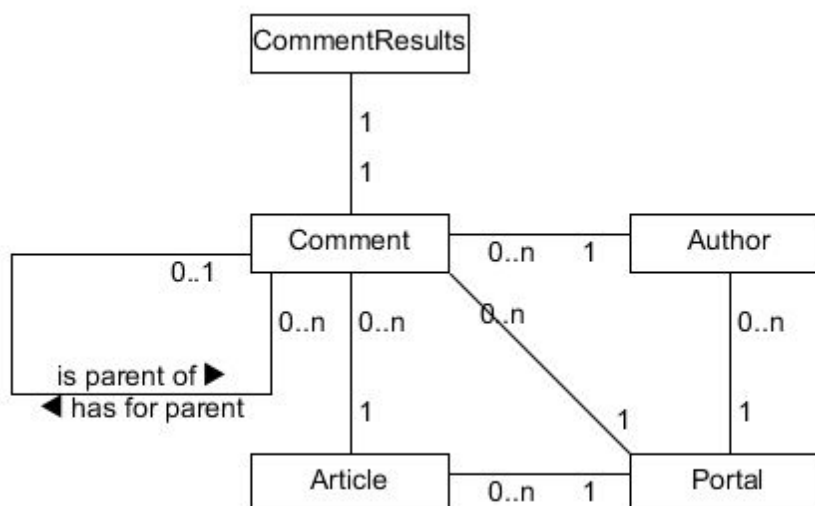 CommentResults
1
1
Comment
0..n 1
Author
0..1
0..n
0..n
0..n
0..n
is parent of ▶
◀ has for parent
1
1
1
Article
0..n 1
Portal